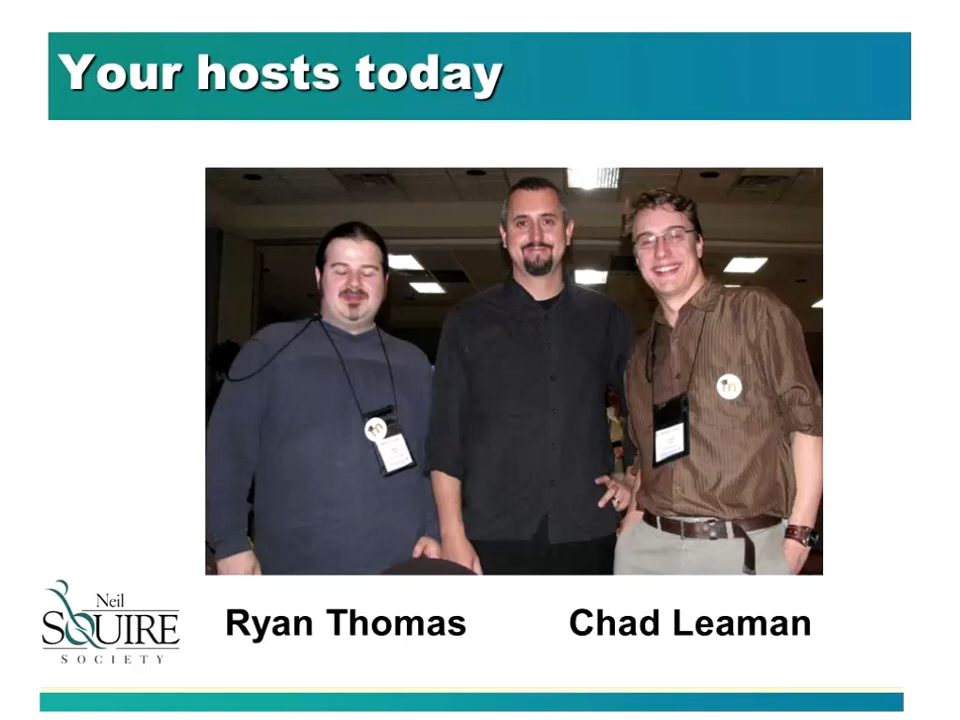 Your hosts today
Neil
SQUIRE
SOCIETY
Ryan Thomas
Chad Leaman